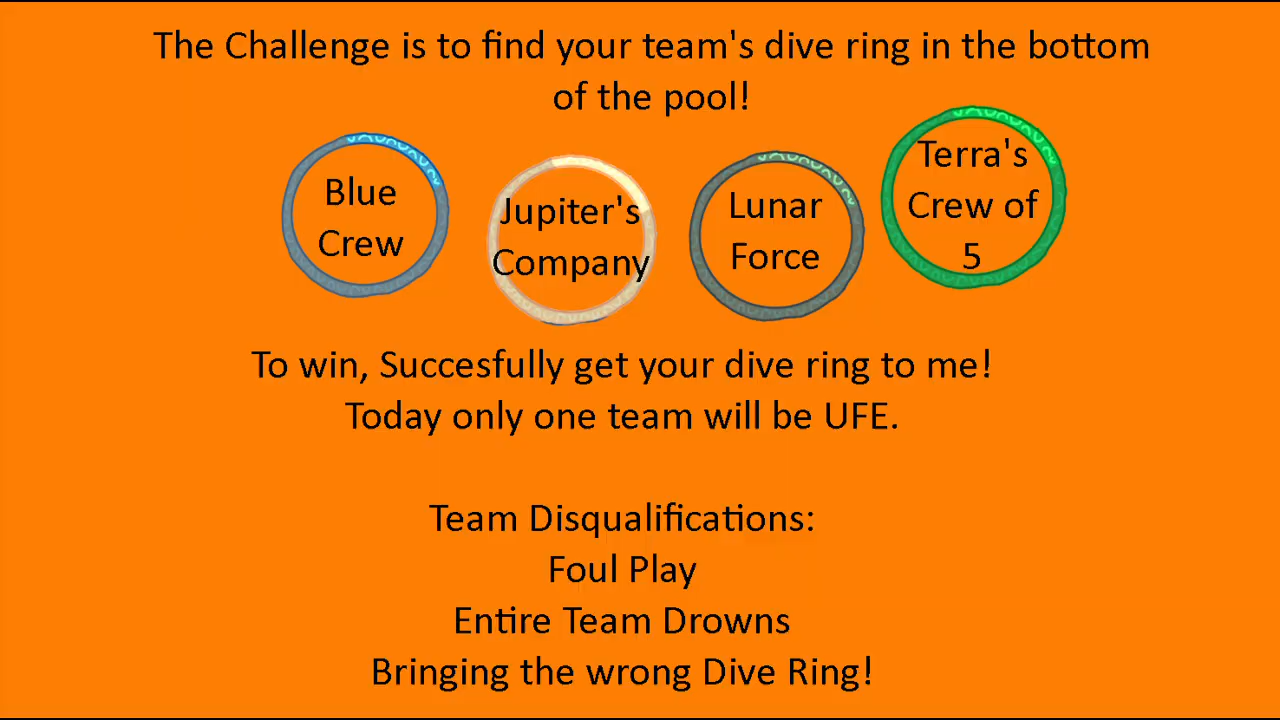 The Challenge is to find your team's dive ring in the bottom
of the pool!
Blue
Crew
Jupiter's
Company
Lunar
Force
Terra's
Crew of
5
To win, Succesfully get your dive ring to me!
Today only one team will be UFE.
Team Disqualifications:
Foul Play
Entire Team Drowns
Bringing the wrong Dive Ring!